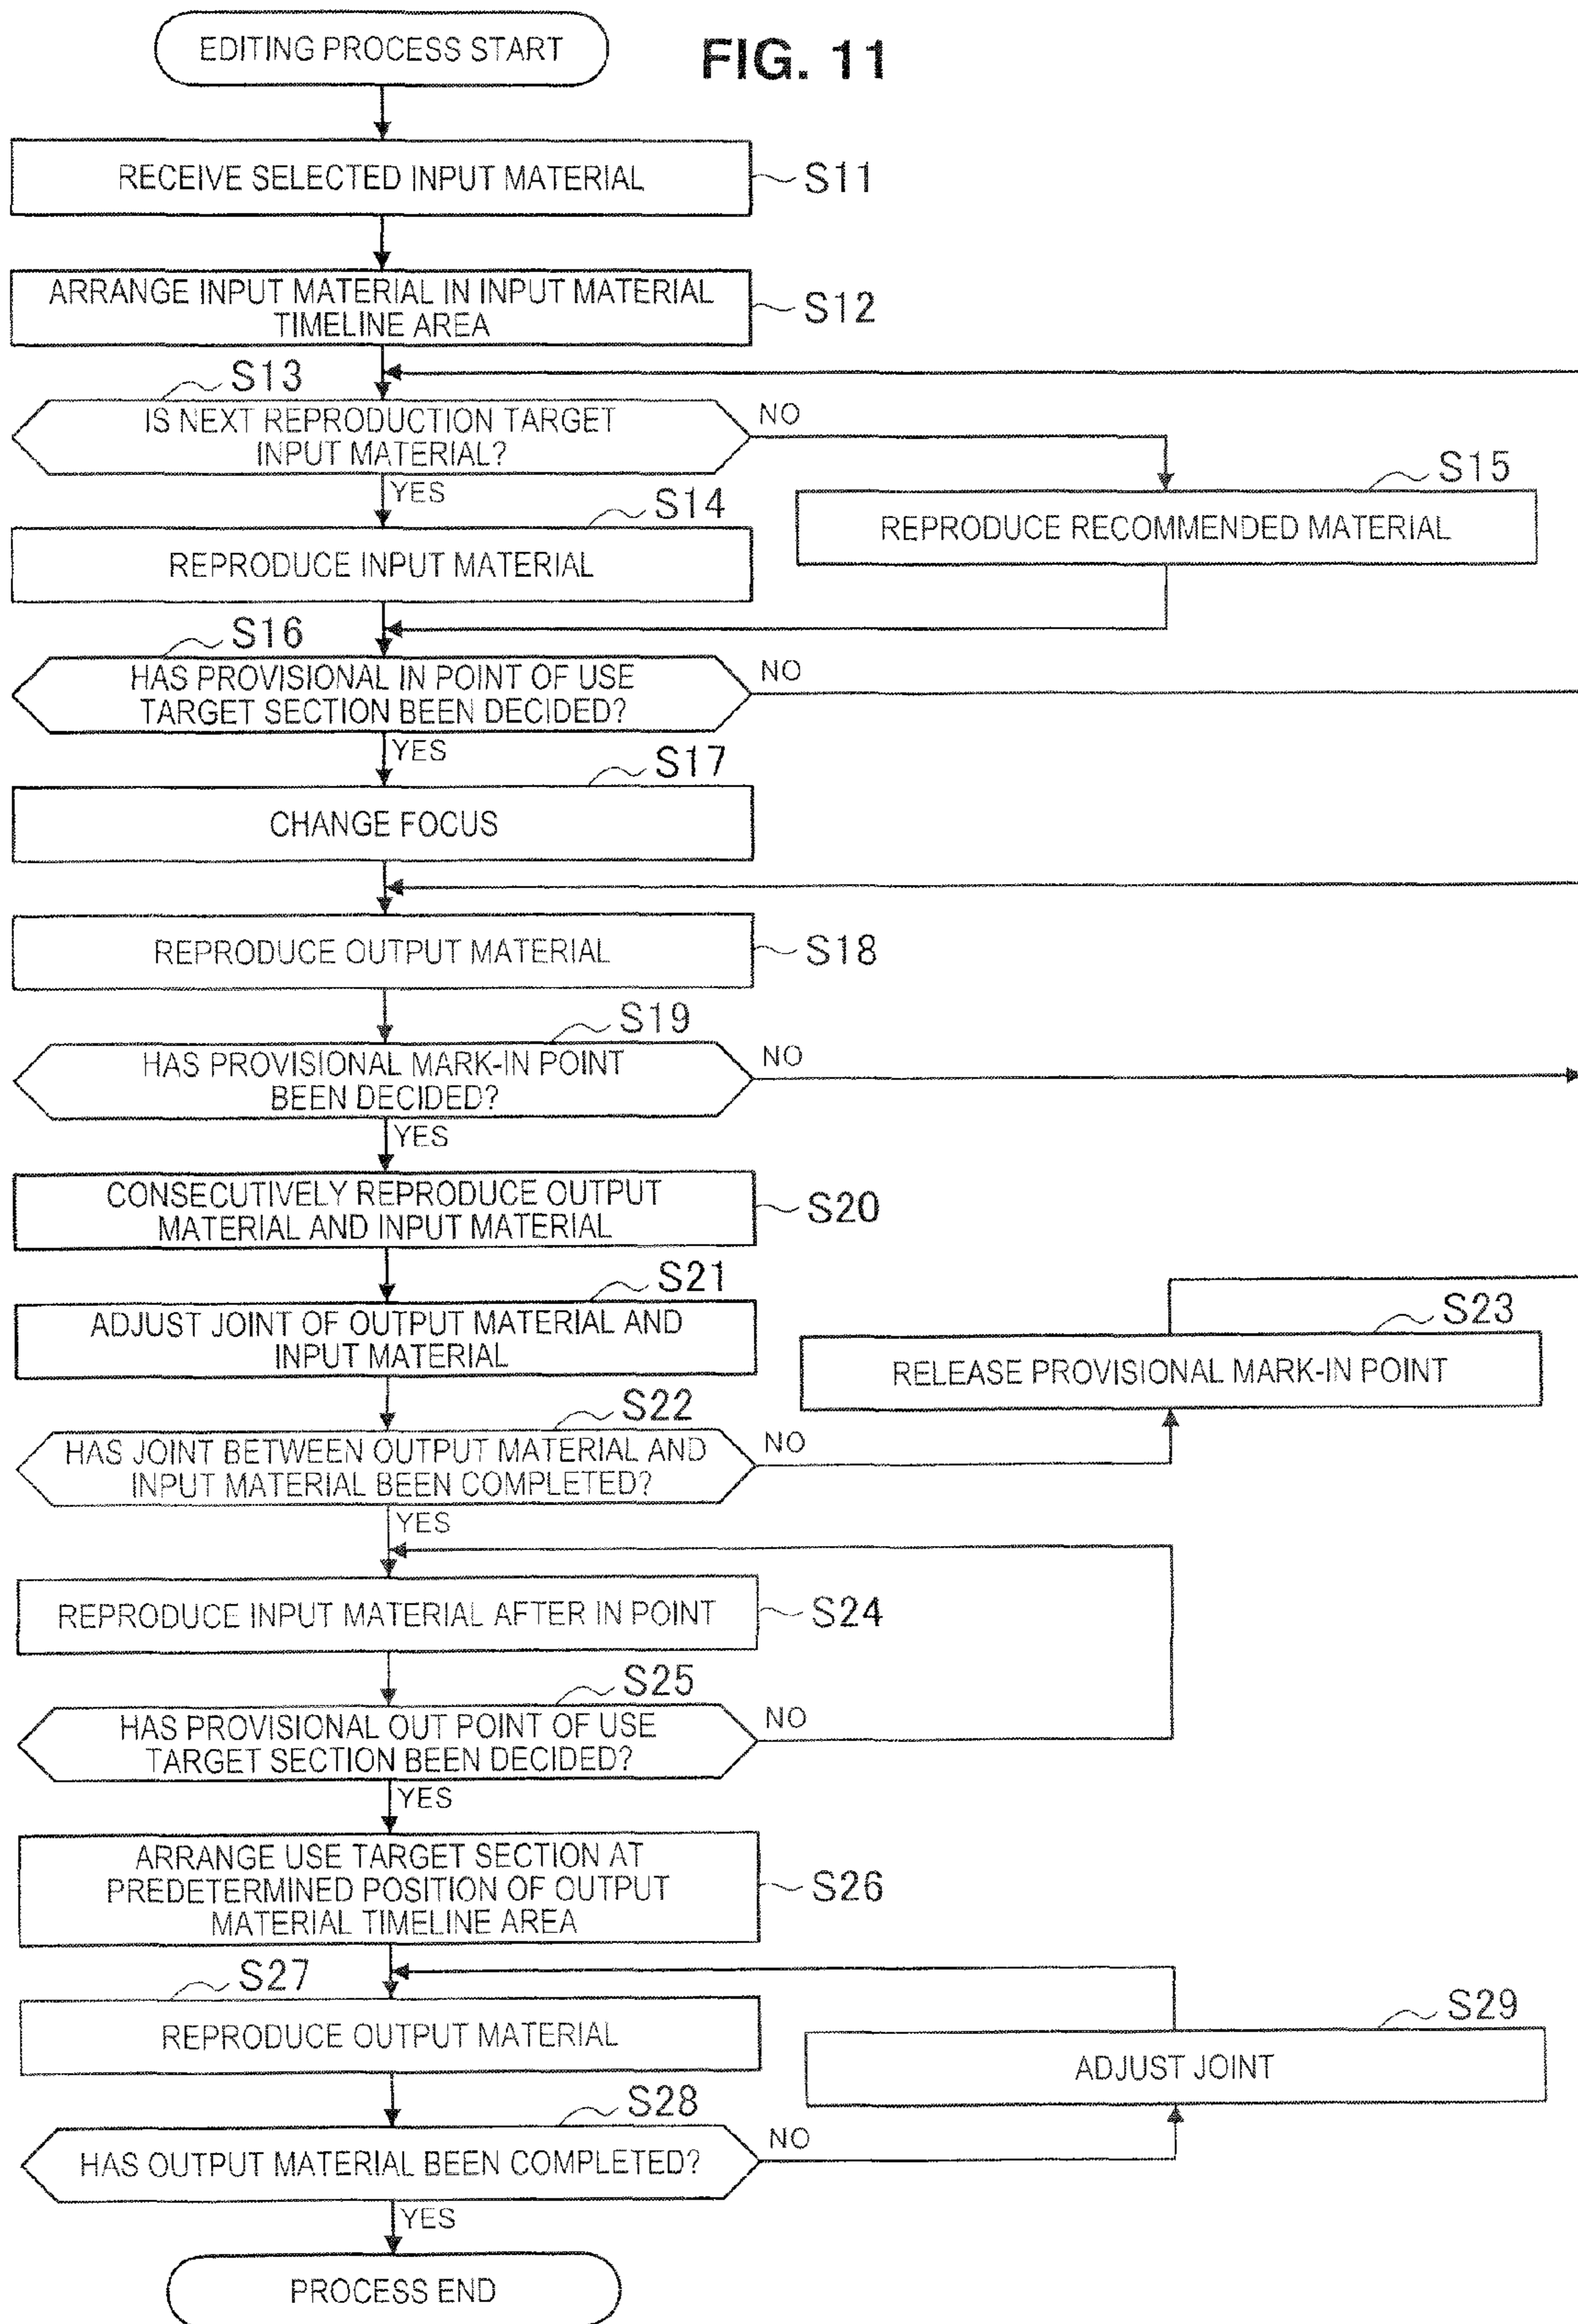 EDITING PROCESS START
FIG. 11
RECEIVE SELECTED INPUT MATERIAL
S11
ARRANGE INPUT MATERIAL IN INPUT MATERIAL
TIMELINE AREA
S12
S13
IS NEXT REPRODUCTION TARGET
INPUT MATERIAL?
NO
YES
S14
S15
REPRODUCE INPUT MATERIAL
REPRODUCE RECOMMENDED MATERIAL
S16
HAS PROVISIONAL IN POINT OF USE
TARGET SECTION BEEN DECIDED?
NO
YES
S17
CHANGE FOCUS
REPRODUCE OUTPUT MATERIAL
S18
S19
HAS PROVISIONAL MARK-IN POINT
BEEN DECIDED?
NO
YES
CONSECUTIVELY REPRODUCE OUTPUT
MATERIAL AND INPUT MATERIAL
S20
S21
ADJUST JOINT OF OUTPUT MATERIAL AND
INPUT MATERIAL
S23
RELEASE PROVISIONAL MARK-IN POINT
S22
HAS JOINT BETWEEN OUTPUT MATERIAL AND
INPUT MATERIAL BEEN COMPLETED?
NO
YES
REPRODUCE INPUT MATERIAL AFTER IN POINT
S24
S25
HAS PROVISIONAL OUT POINT OF USE
TARGET SECTION BEEN DECIDED?
NO
YES
ARRANGE USE TARGET SECTION AT
PREDETERMINED POSITION OF OUTPUT
MATERIAL TIMELINE AREA
S26
S27
REPRODUCE OUTPUT MATERIAL
S29
ADJUST JOINT
S28
HAS OUTPUT MATERIAL BEEN COMPLETED?
NO
YES
PROCESS END